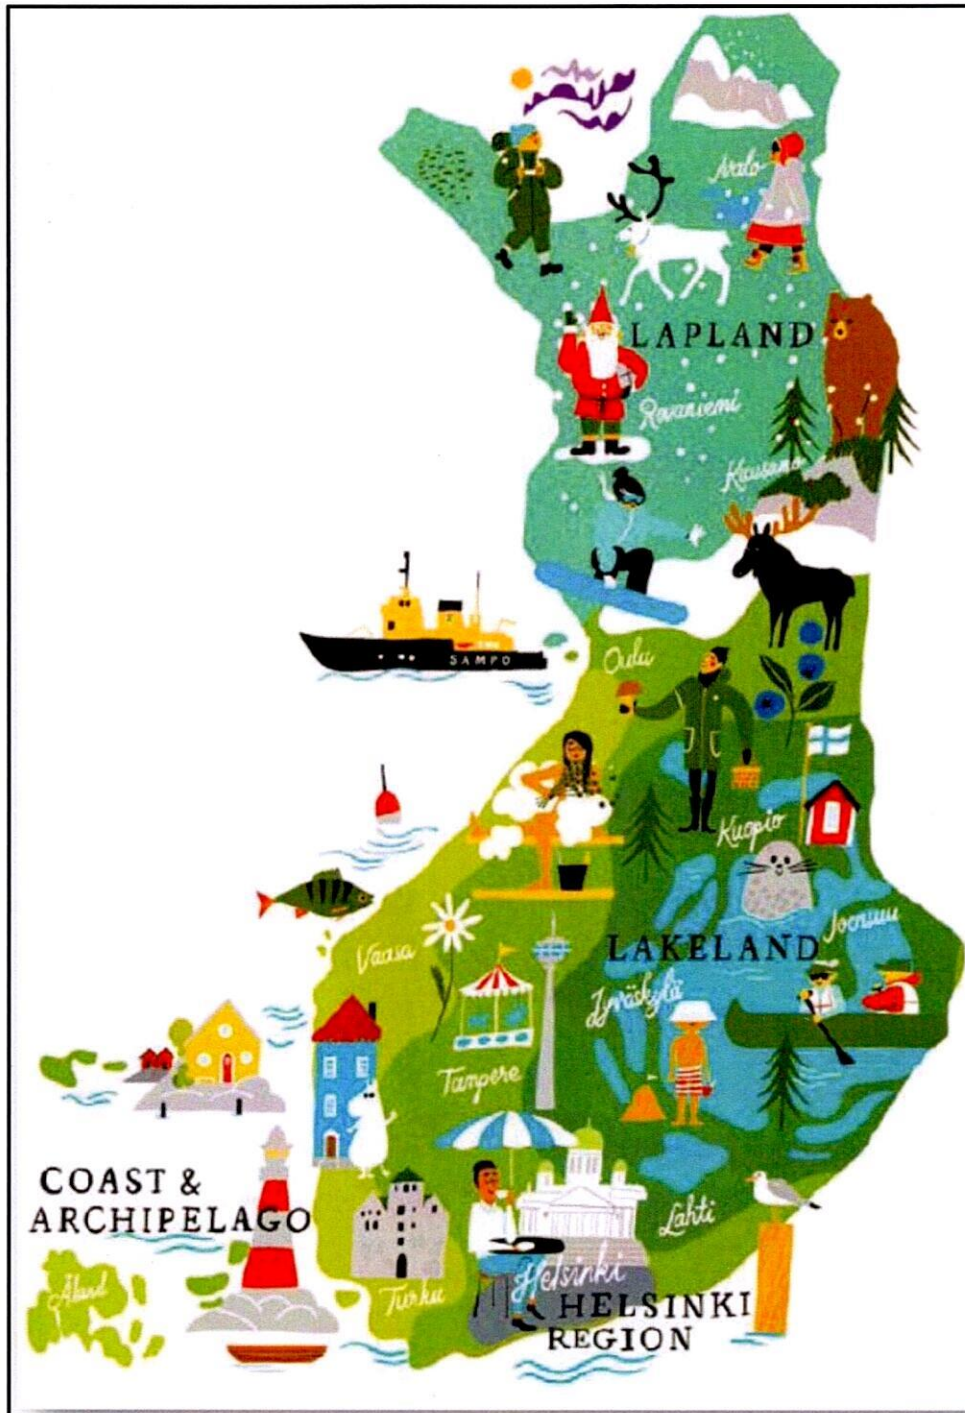 Ivalo
LAPLAND
Rovaniemi
Kuusamo
SAMPO
Oulu
Kuopio
Joensuu
LAKELAND
Vaasa
Jyväskylä
Tampere
COAST &
ARCHIPELAGO
Lahti
Åland
Turku
Helsinki
HELSINKI
REGION